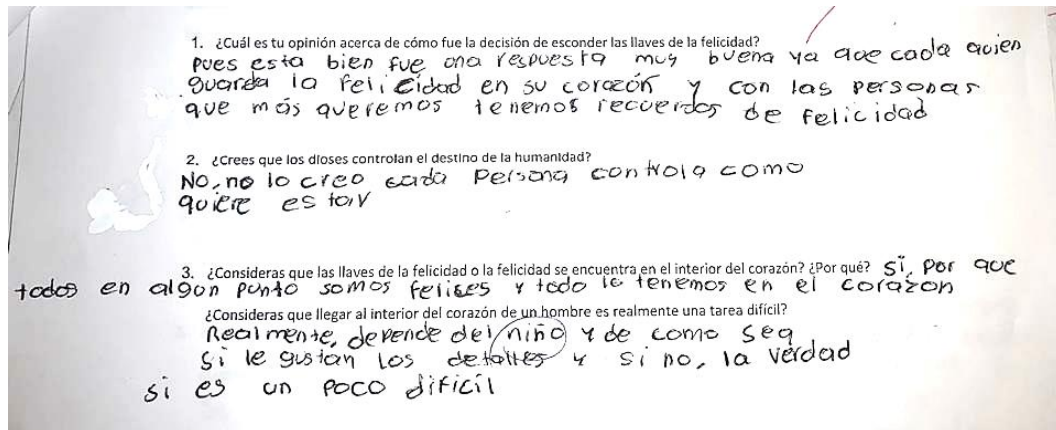 1. ¿Cuál es tu opinión acerca de cómo fue la decisión de esconder las llaves de la felicidad?
pues esta bien fue una respuesta muy buena ya que cada quien
guarda la felicidad en su corazón y con las personas
que más queremos tenemos recuerdos de felicidad
2. ¿Crees que los dioses controlan el destino de la humanidad?
No, no lo creo cada persona controla como
quiere estar
3. ¿Consideras que las llaves de la felicidad o la felicidad se encuentra en el interior del corazón? ¿Por qué? Sí, por que
todos en algun punto somos felises y todo lo tenemos en el corazon
¿Consideras que llegar al interior del corazón de un hombre es realmente una tarea difícil?
Realmente, depende del niño y de como sea
si le gustan los detalles y si no, la verdad
si es un poco dificil